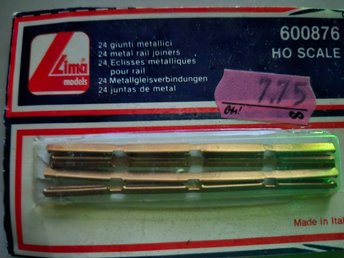 Lima
models
24 giunti metallici
24 metal rail joiners
24 Eclisses métalliques
pour rail
24 Metallgleisverbindungen
24 juntas de metal
600876
HO SCALE
7,75
Made in Ital